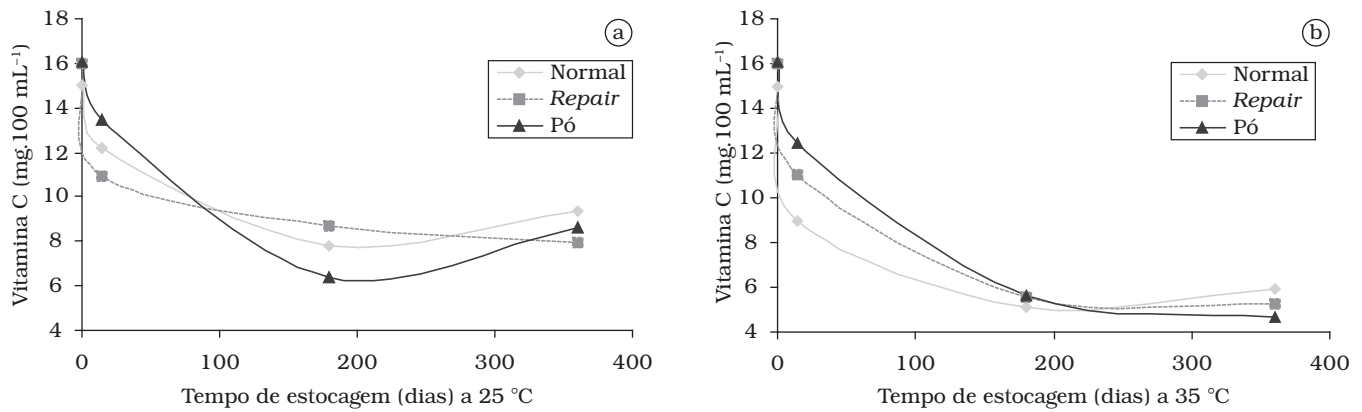 18
16
14
12
10
8
6
4
0
100
200
300
400
Vitamina C (mg.100 mL⁻¹)
Tempo de estocagem (dias) a 25 °C
a
Normal
Repair
Pó
18
16
14
12
10
8
6
4
0
100
200
300
400
Vitamina C (mg.100 mL⁻¹)
Tempo de estocagem (dias) a 35 °C
b
Normal
Repair
Pó